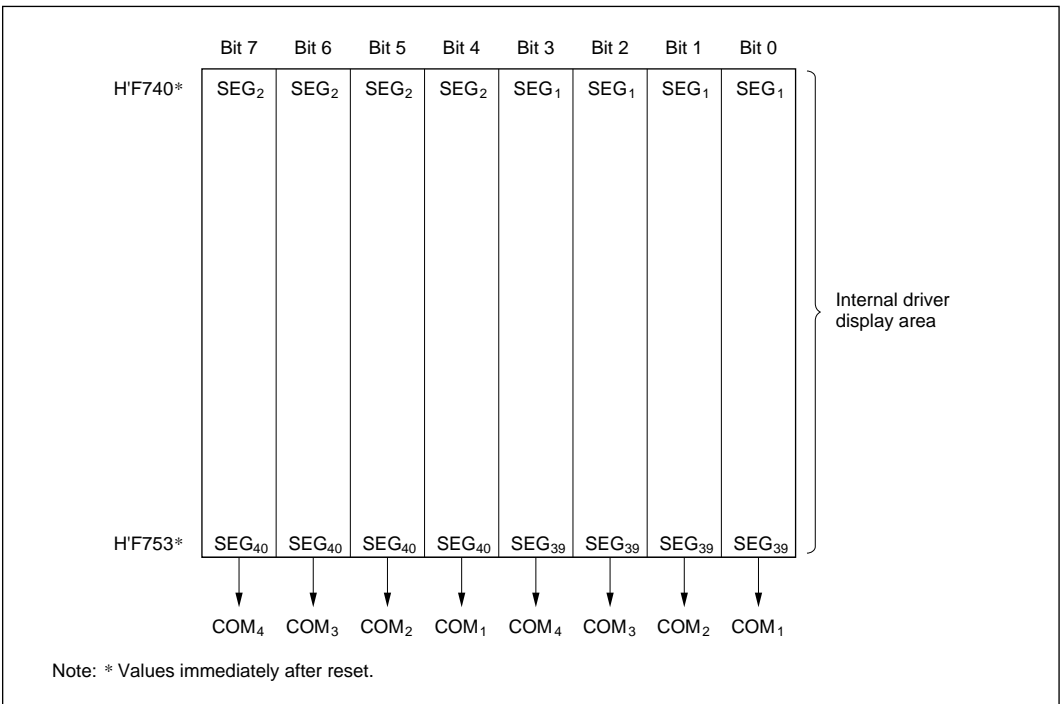 Bit 7 Bit 6 Bit 5 Bit 4 Bit 3 Bit 2 Bit 1 Bit 0
H'F740* SEG₂ SEG₂ SEG₂ SEG₂ SEG₁ SEG₁ SEG₁ SEG₁
Internal driver
display area
H'F753* SEG₄₀ SEG₄₀ SEG₄₀ SEG₄₀ SEG₃₉ SEG₃₉ SEG₃₉ SEG₃₉
COM₄ COM₃ COM₂ COM₁ COM₄ COM₃ COM₂ COM₁
Note: * Values immediately after reset.